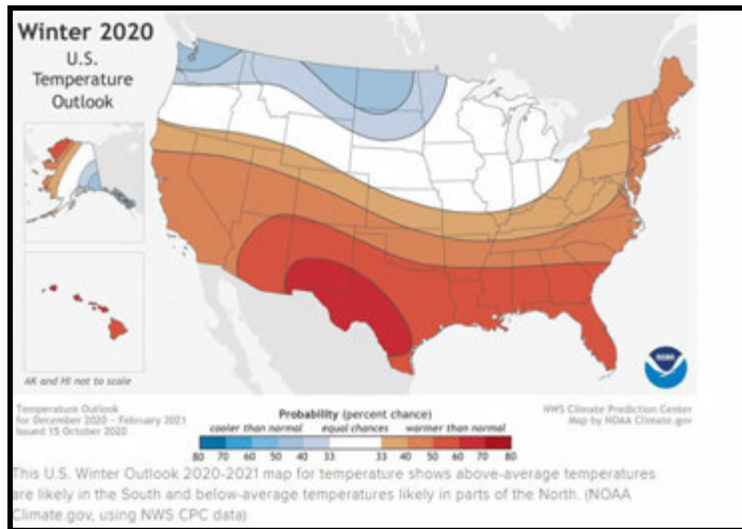 Winter 2020
U.S.
Temperature
Outlook
AK and HI not to scale
NOAA
Temperature Outlook
for December 2020 - February 2021
Issued 15 October 2020
Probability (percent chance)
cooler than normal equal chances warmer than normal
80 70 60 50 40 33 33 40 50 60 70 80
NWS Climate Prediction Center
Map by NOAA Climate.gov
This U.S. Winter Outlook 2020-2021 map for temperature shows above-average temperatures
are likely in the South and below-average temperatures likely in parts of the North. (NOAA
Climate.gov, using NWS CPC data)